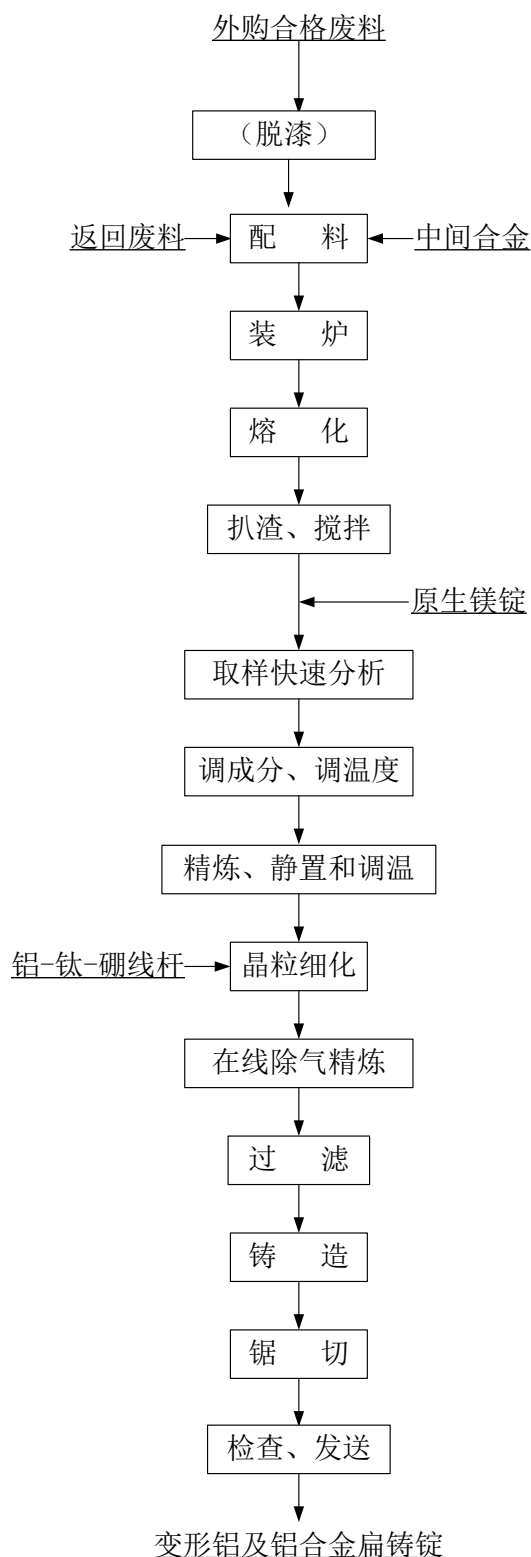 外购合格废料
（脱漆）
返回废料
配 料
中间合金
装 炉
熔 化
扒渣、搅拌
原生镁锭
取样快速分析
调成分、调温度
精炼、静置和调温
铝-钛-硼线杆
晶粒细化
在线除气精炼
过 滤
铸 造
锯 切
检查、发送
变形铝及铝合金扁铸锭